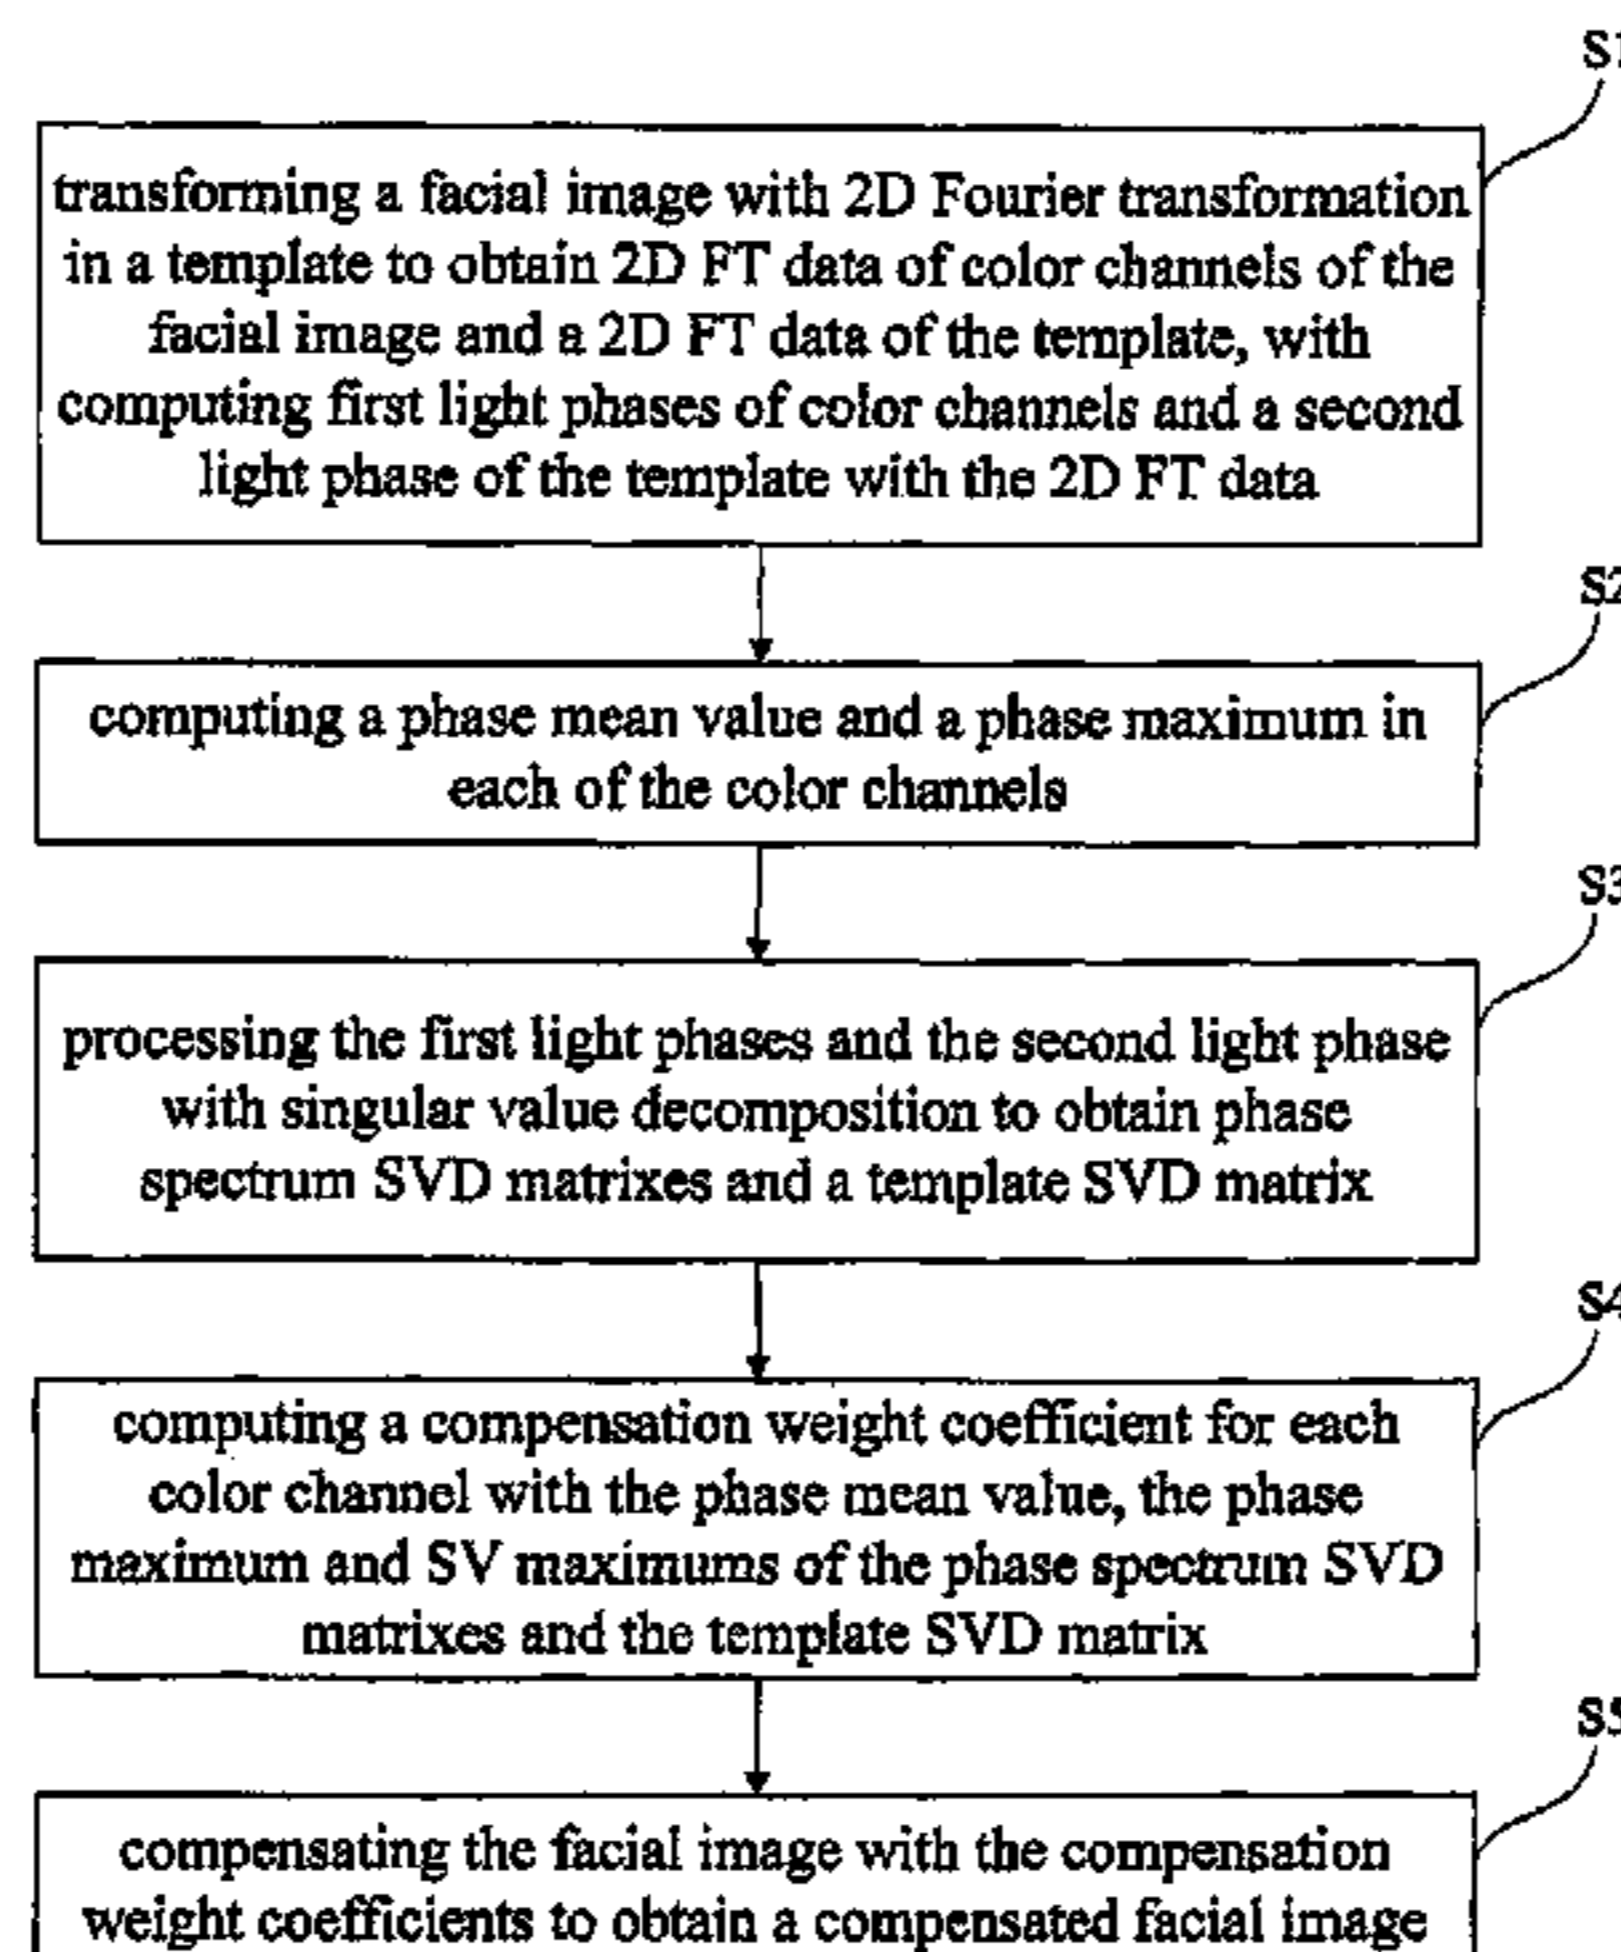 S1
transforming a facial image with 2D Fourier transformation
in a template to obtain 2D FT data of color channels of the
facial image and a 2D FT data of the template, with
computing first light phases of color channels and a second
light phase of the template with the 2D FT data
S2
computing a phase mean value and a phase maximum in
each of the color channels
S3
processing the first light phases and the second light phase
with singular value decomposition to obtain phase
spectrum SVD matrixes and a template SVD matrix
S4
computing a compensation weight coefficient for each
color channel with the phase mean value, the phase
maximum and SV maximums of the phase spectrum SVD
matrixes and the template SVD matrix
S5
compensating the facial image with the compensation
weight coefficients to obtain a compensated facial image